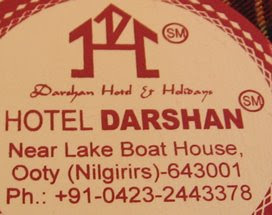 SM
Darshan Hotel & Holidays
SM
HOTEL DARSHAN
Near Lake Boat House,
Ooty (Nilgirirs)-643001
Ph.: +91-0423-2443378